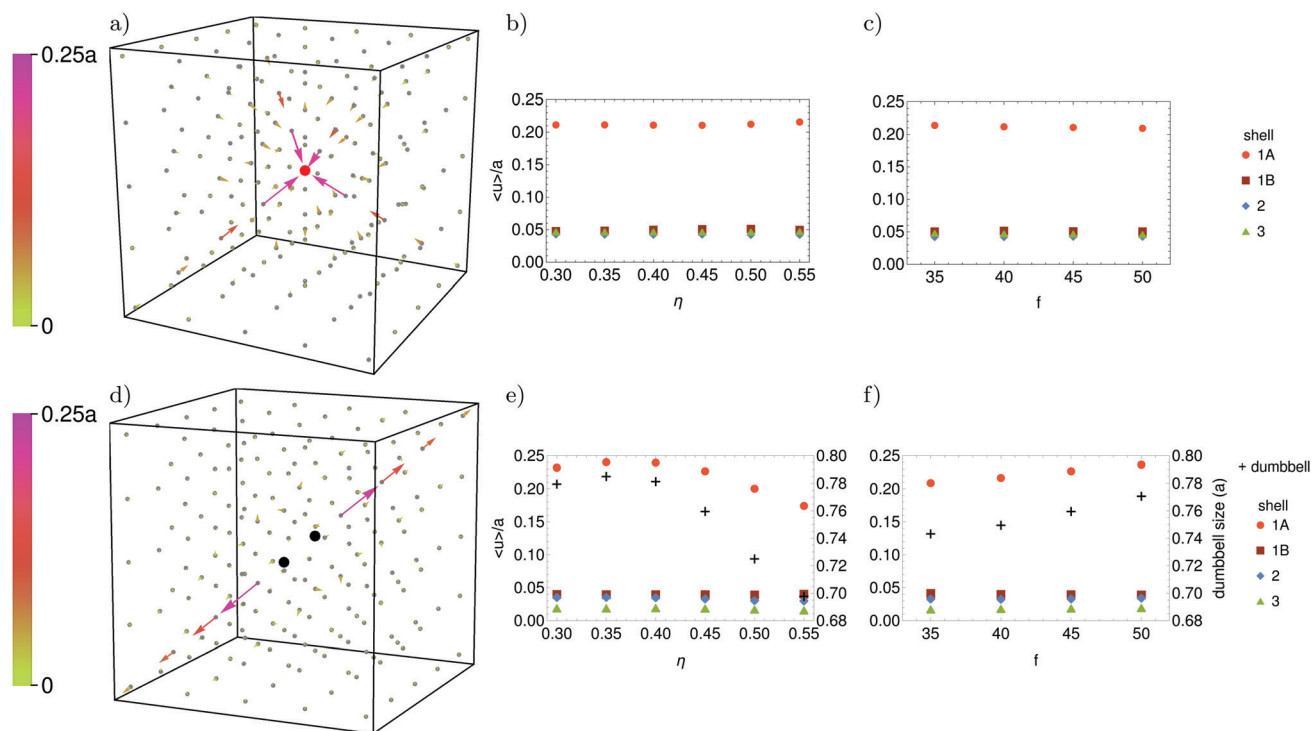 a)
0.25a
0
b)
<u>/a
0.25
0.20
0.15
0.10
0.05
0.00
0.30 0.35 0.40 0.45 0.50 0.55
η
c)
0.25
0.20
0.15
0.10
0.05
0.00
35 40 45 50
f
shell
1A
1B
2
3
d)
0.25a
0
e)
<u>/a
0.25
0.20
0.15
0.10
0.05
0.00
0.80
0.78
0.76
0.74
0.72
0.70
0.68
0.30 0.35 0.40 0.45 0.50 0.55
η
f)
0.25
0.20
0.15
0.10
0.05
0.00
0.80
0.78
0.76
0.74
0.72
0.70
0.68
dumbbell size (a)
35 40 45 50
f
+ dumbbell
shell
1A
1B
2
3